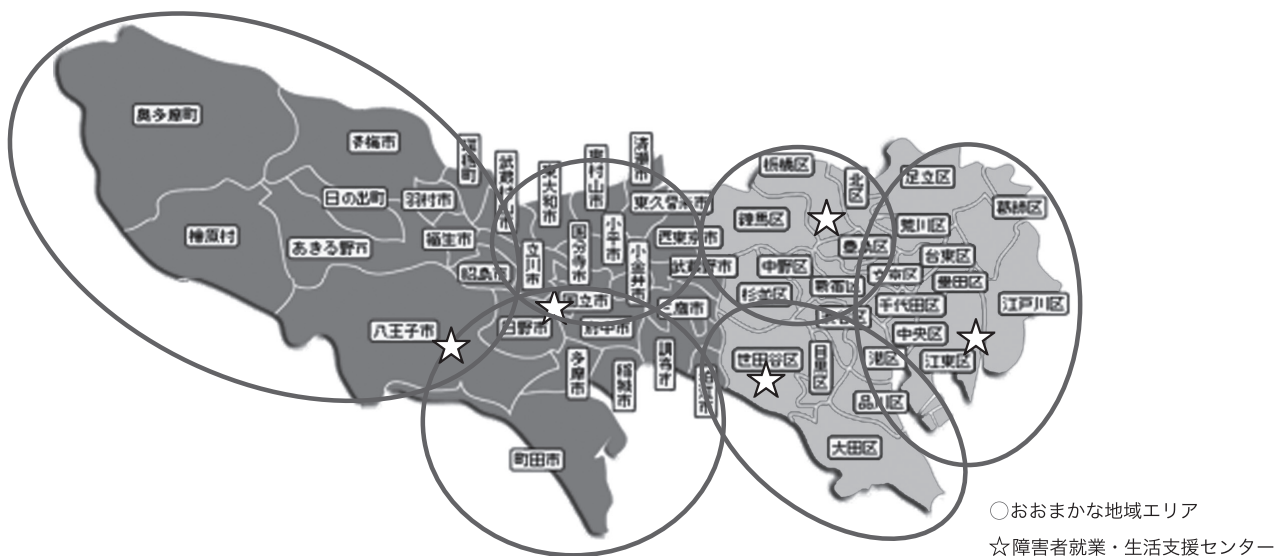 奥多摩町
青梅市
瑞穂町
武蔵村山市
東大和市
東村山市
清瀬市
日の出町
羽村市
東久留米市
檜原村
あきる野市
福生市
昭島市
立川市
国分寺市
小平市
小金井市
西東京市
武蔵野市
八王子市
日野市
国立市
府中市
三鷹市
多摩市
稲城市
調布市
狛江市
町田市
板橋区
北区
足立区
葛飾区
練馬区
荒川区
豊島区
台東区
中野区
新宿区
文京区
墨田区
杉並区
渋谷区
千代田区
江戸川区
中央区
世田谷区
目黒区
港区
江東区
品川区
大田区
○おおまかな地域エリア
☆障害者就業・生活支援センター